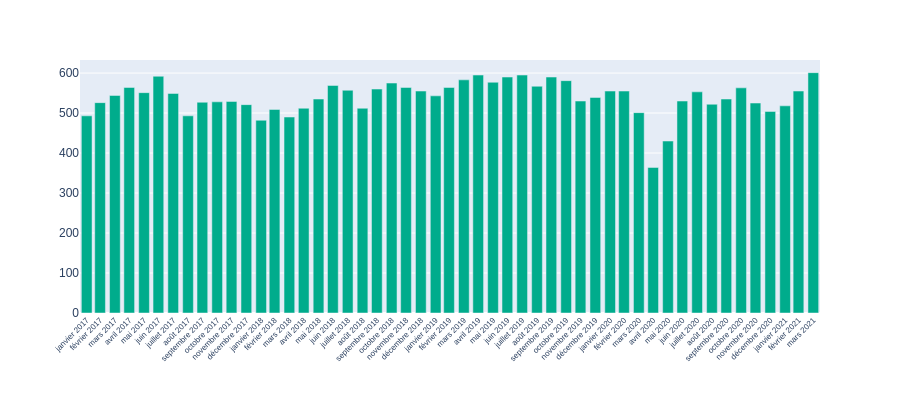 600
500
400
300
200
100
0
janvier 2017
février 2017
mars 2017
avril 2017
mai 2017
juin 2017
juillet 2017
août 2017
septembre 2017
octobre 2017
novembre 2017
décembre 2017
janvier 2018
février 2018
mars 2018
avril 2018
mai 2018
juin 2018
juillet 2018
août 2018
septembre 2018
octobre 2018
novembre 2018
décembre 2018
janvier 2019
février 2019
mars 2019
avril 2019
mai 2019
juin 2019
juillet 2019
août 2019
septembre 2019
octobre 2019
novembre 2019
décembre 2019
janvier 2020
février 2020
mars 2020
avril 2020
mai 2020
juin 2020
juillet 2020
août 2020
septembre 2020
octobre 2020
novembre 2020
décembre 2020
janvier 2021
février 2021
mars 2021